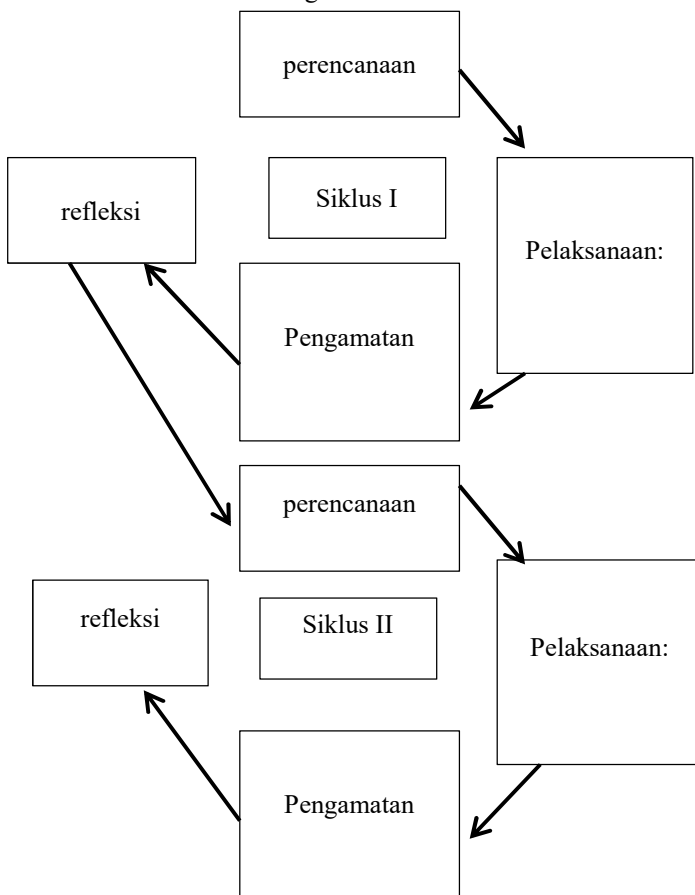 perencanaan
refleksi
Siklus I
Pelaksanaan:
Pengamatan
perencanaan
refleksi
Siklus II
Pelaksanaan:
Pengamatan